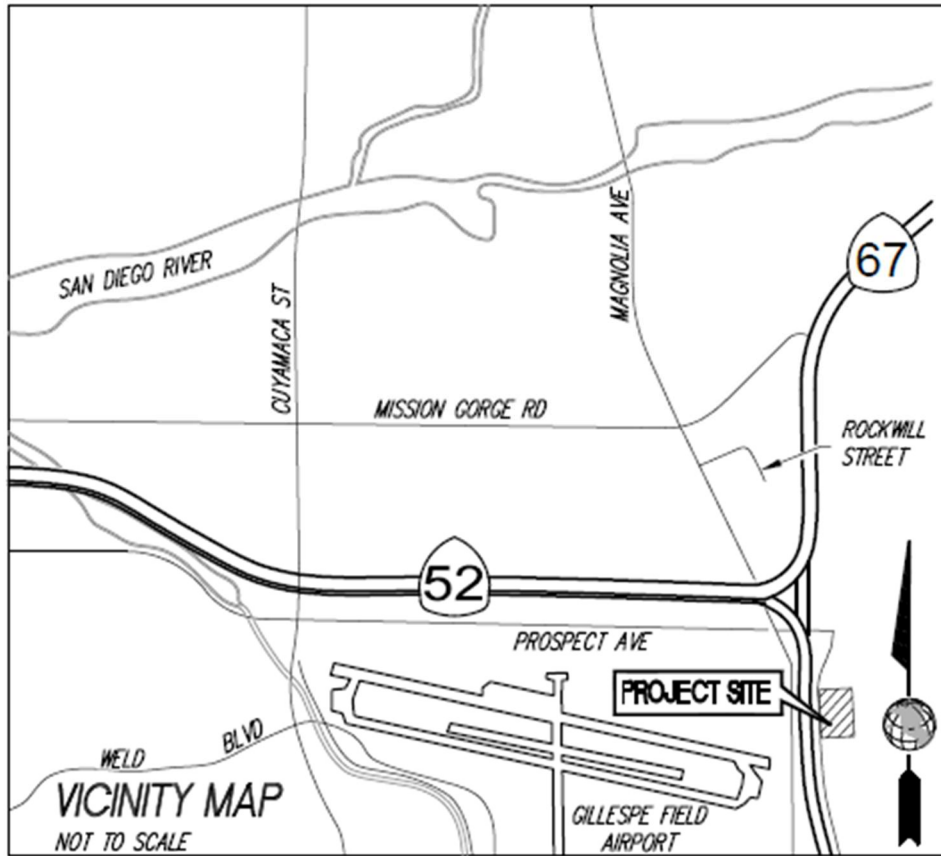 MAGNOLIA AVE
67
SAN DIEGO RIVER
CUYAMACA ST
MISSION GORGE RD
ROCKWILL
STREET
52
PROSPECT AVE
PROJECT SITE
WELD BLVD
VICINITY MAP
NOT TO SCALE
GILLESPE FIELD
AIRPORT